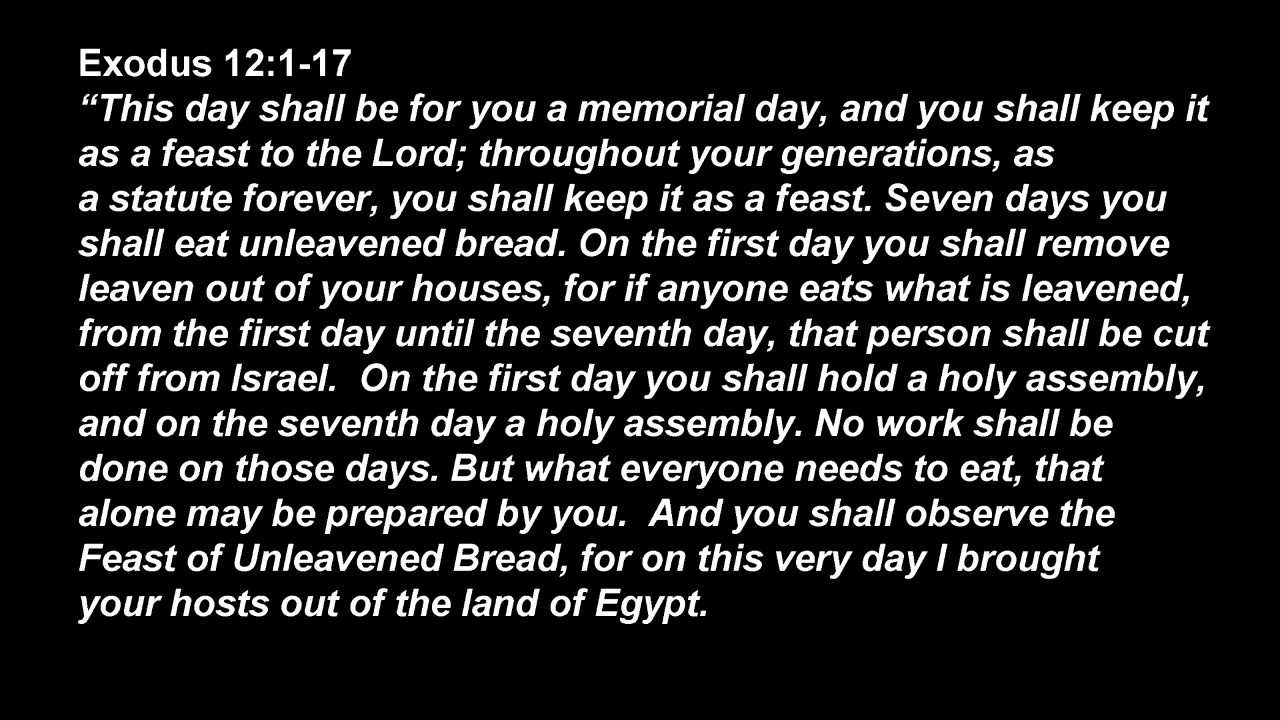 Exodus 12:1-17
“This day shall be for you a memorial day, and you shall keep it
as a feast to the Lord; throughout your generations, as
a statute forever, you shall keep it as a feast. Seven days you
shall eat unleavened bread. On the first day you shall remove
leaven out of your houses, for if anyone eats what is leavened,
from the first day until the seventh day, that person shall be cut
off from Israel.  On the first day you shall hold a holy assembly,
and on the seventh day a holy assembly. No work shall be
done on those days. But what everyone needs to eat, that
alone may be prepared by you.  And you shall observe the
Feast of Unleavened Bread, for on this very day I brought
your hosts out of the land of Egypt.